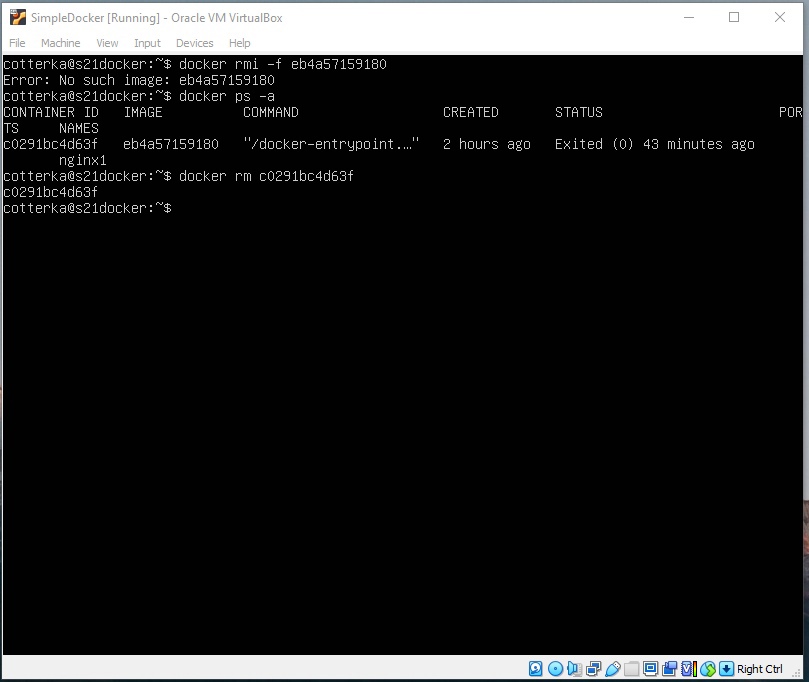 SimpleDocker [Running] - Oracle VM VirtualBox
File Machine View Input Devices Help
cotterka@s21docker:~$ docker rmi -f eb4a57159180
Error: No such image: eb4a57159180
cotterka@s21docker:~$ docker ps -a
CONTAINER ID IMAGE COMMAND CREATED STATUS POR
TS NAMES
c0291bc4d63f eb4a57159180 "/docker-entrypoint.…" 2 hours ago Exited (0) 43 minutes ago
nginx1
cotterka@s21docker:~$ docker rm c0291bc4d63f
c0291bc4d63f
cotterka@s21docker:~$
Right Ctrl